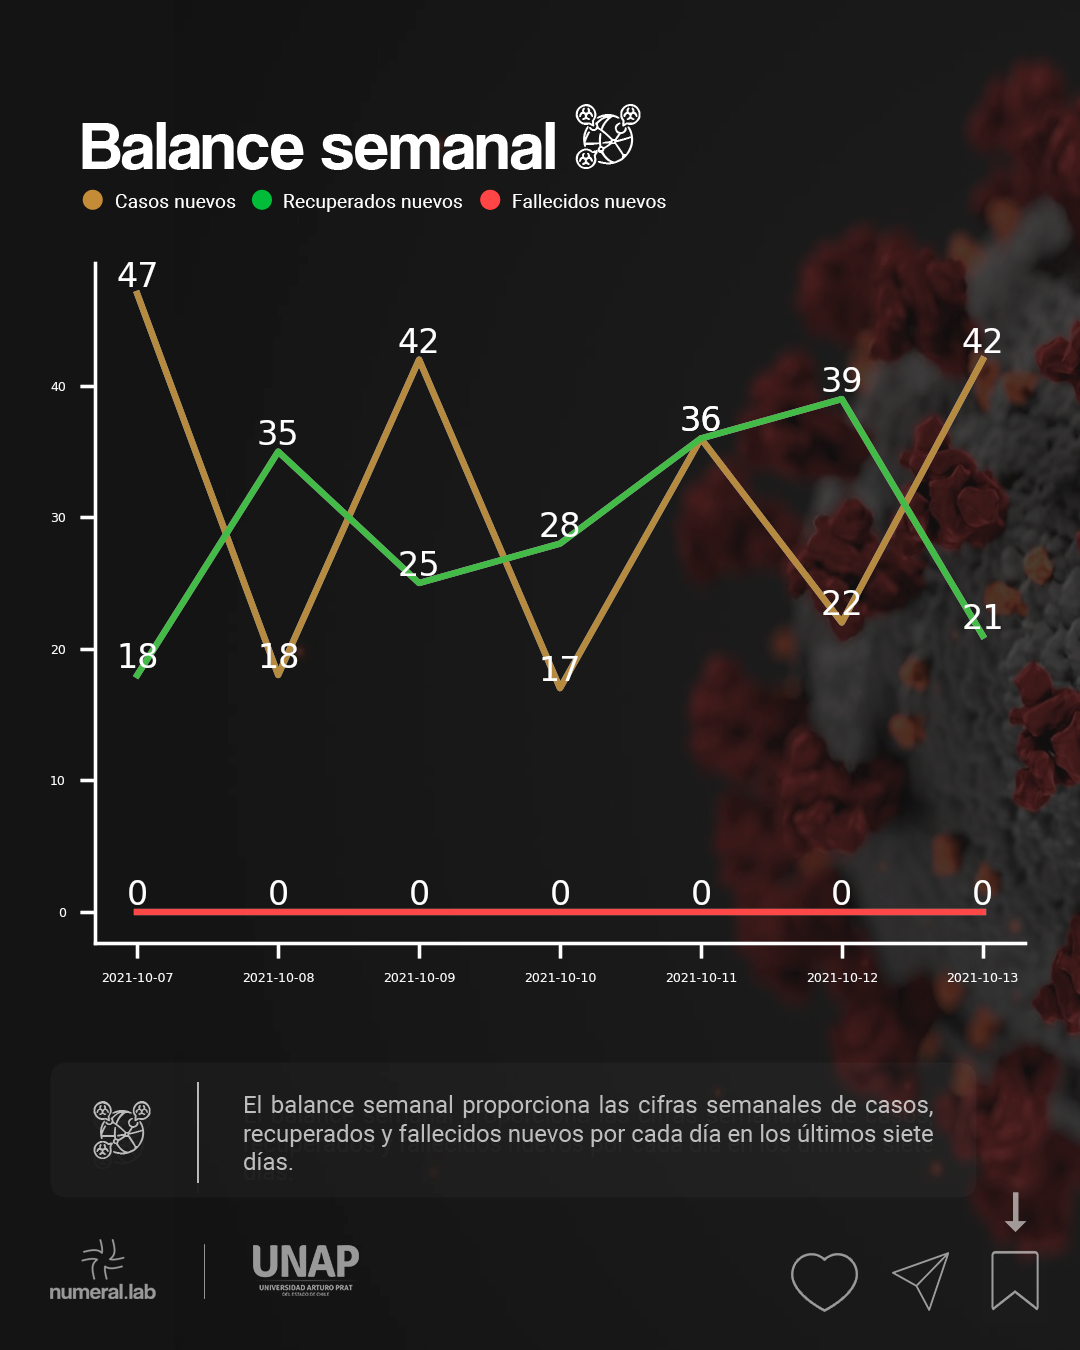 Balance semanal
Casos nuevos Recuperados nuevos Fallecidos nuevos
47
42
42
40
39
36
35
30
28
25
22
21
20
18
18
17
10
0 0 0 0 0 0 0
0
2021-10-07 2021-10-08 2021-10-09 2021-10-10 2021-10-11 2021-10-12 2021-10-13
El balance semanal proporciona las cifras semanales de casos,
recuperados y fallecidos nuevos por cada día en los últimos siete
días.
numeral.lab
UNAP
UNIVERSIDAD ARTURO PRAT
DEL ESTADO DE CHILE